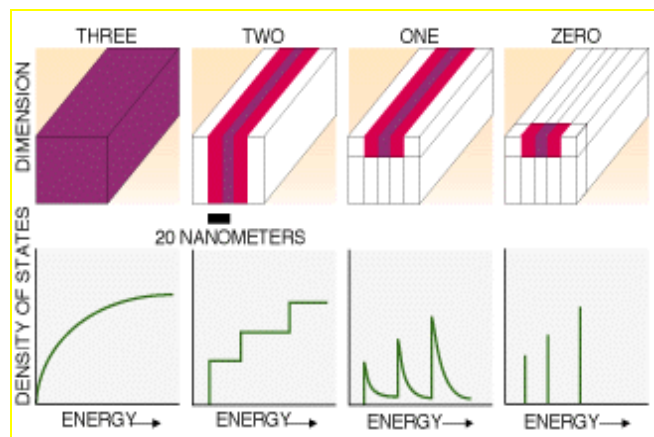 THREE TWO ONE ZERO
DIMENSION
20 NANOMETERS
DENSITY OF STATES
ENERGY ENERGY ENERGY ENERGY